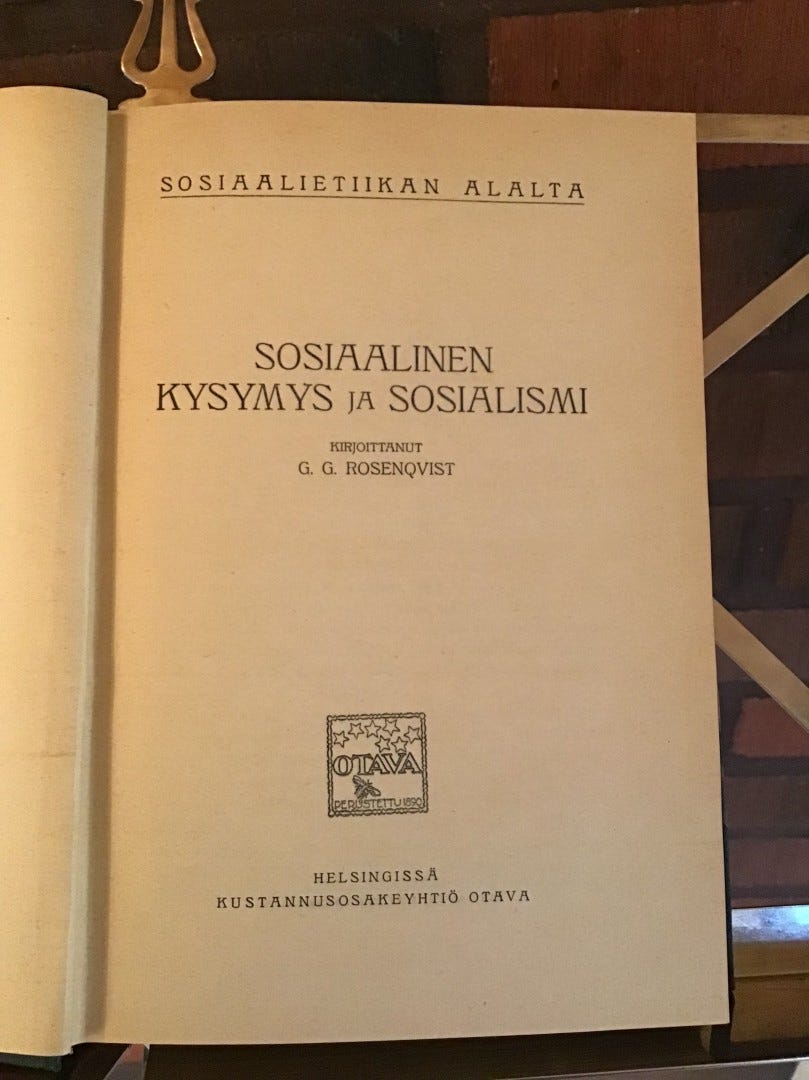 SOSIAALIETIIKAN ALALTA
SOSIAALINEN
KYSYMYS JA SOSIALISMI
KIRJOITTANUT
G. G. ROSENQVIST
OTAVA
PERUSTETTU 1890
HELSINGISSÄ
KUSTANNUSOSAKEYHTIÖ OTAVA